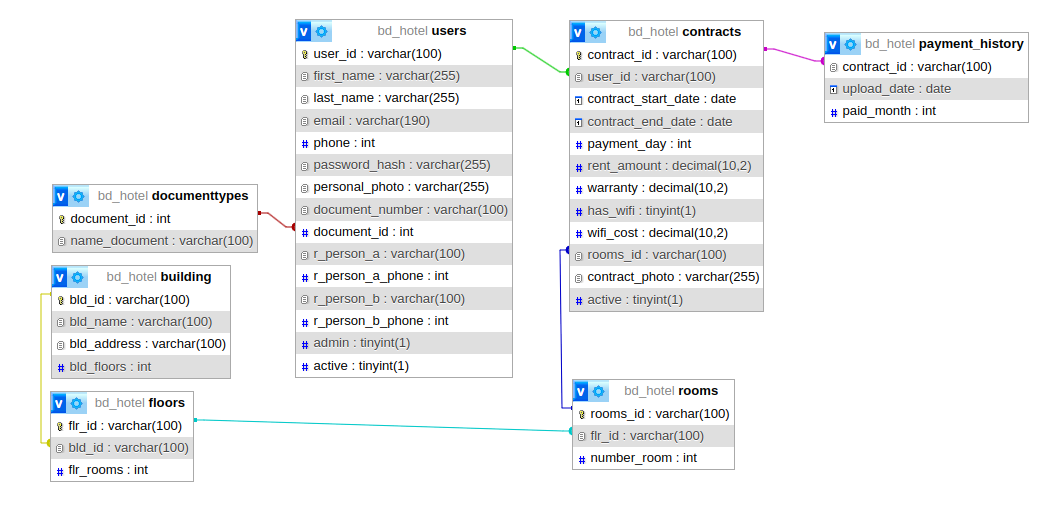 bd_hotel users
user_id : varchar(100)
first_name : varchar(255)
last_name : varchar(255)
email : varchar(190)
phone : int
password_hash : varchar(255)
personal_photo : varchar(255)
document_number : varchar(100)
document_id : int
r_person_a : varchar(100)
r_person_a_phone : int
r_person_b : varchar(100)
r_person_b_phone : int
admin : tinyint(1)
active : tinyint(1)
bd_hotel contracts
contract_id : varchar(100)
user_id : varchar(100)
contract_start_date : date
contract_end_date : date
payment_day : int
rent_amount : decimal(10,2)
warranty : decimal(10,2)
has_wifi : tinyint(1)
wifi_cost : decimal(10,2)
rooms_id : varchar(100)
contract_photo : varchar(255)
active : tinyint(1)
bd_hotel payment_history
contract_id : varchar(100)
upload_date : date
paid_month : int
bd_hotel documenttypes
document_id : int
name_document : varchar(100)
bd_hotel building
bld_id : varchar(100)
bld_name : varchar(100)
bld_address : varchar(100)
bld_floors : int
bd_hotel floors
flr_id : varchar(100)
bld_id : varchar(100)
flr_rooms : int
bd_hotel rooms
rooms_id : varchar(100)
flr_id : varchar(100)
number_room : int